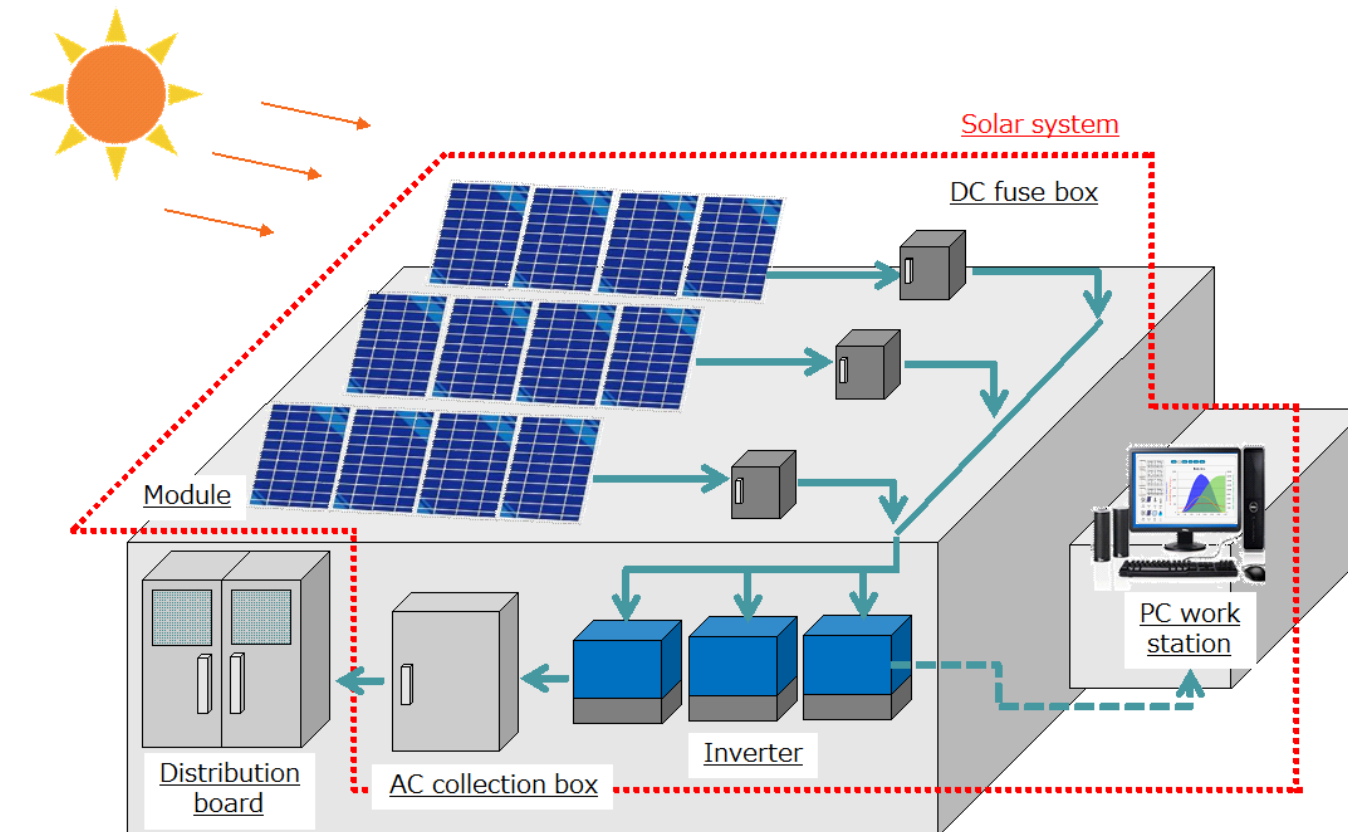 Solar system
DC fuse box
Module
PC work
station
Inverter
Distribution
board
AC collection box